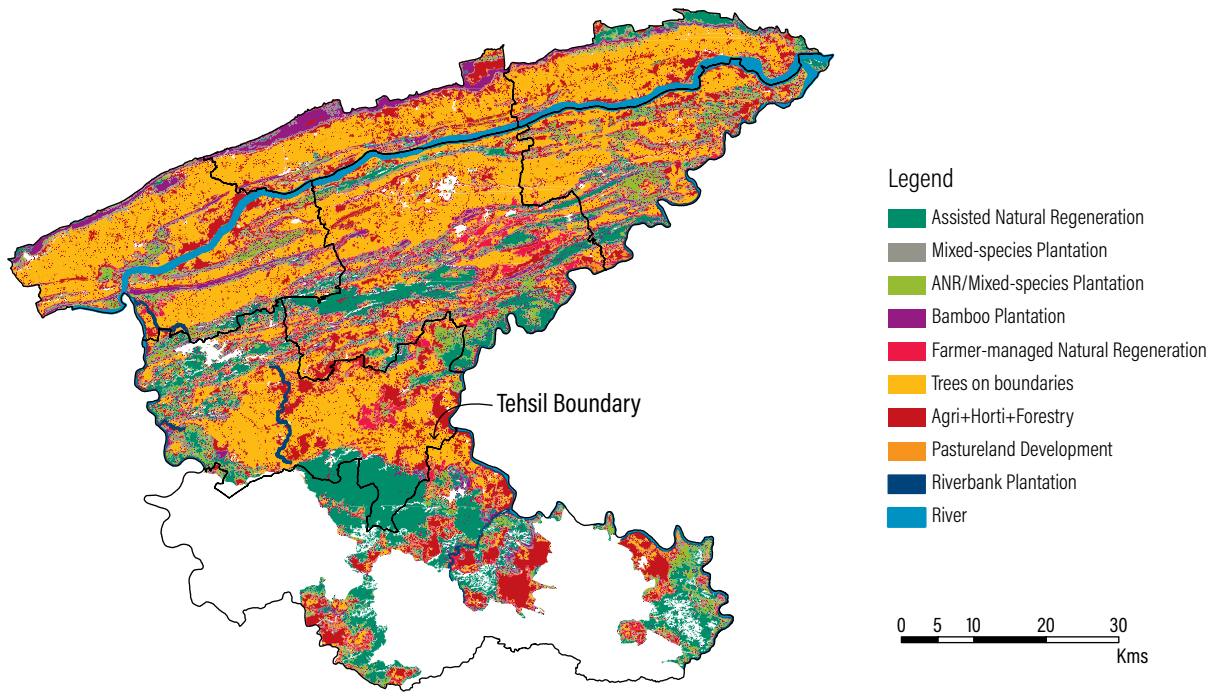 Legend
Assisted Natural Regeneration
Mixed-species Plantation
ANR/Mixed-species Plantation
Bamboo Plantation
Farmer-managed Natural Regeneration
Trees on boundaries
Agri+Horti+Forestry
Pastureland Development
Riverbank Plantation
River
Tehsil Boundary
0 5 10 20 30
Kms